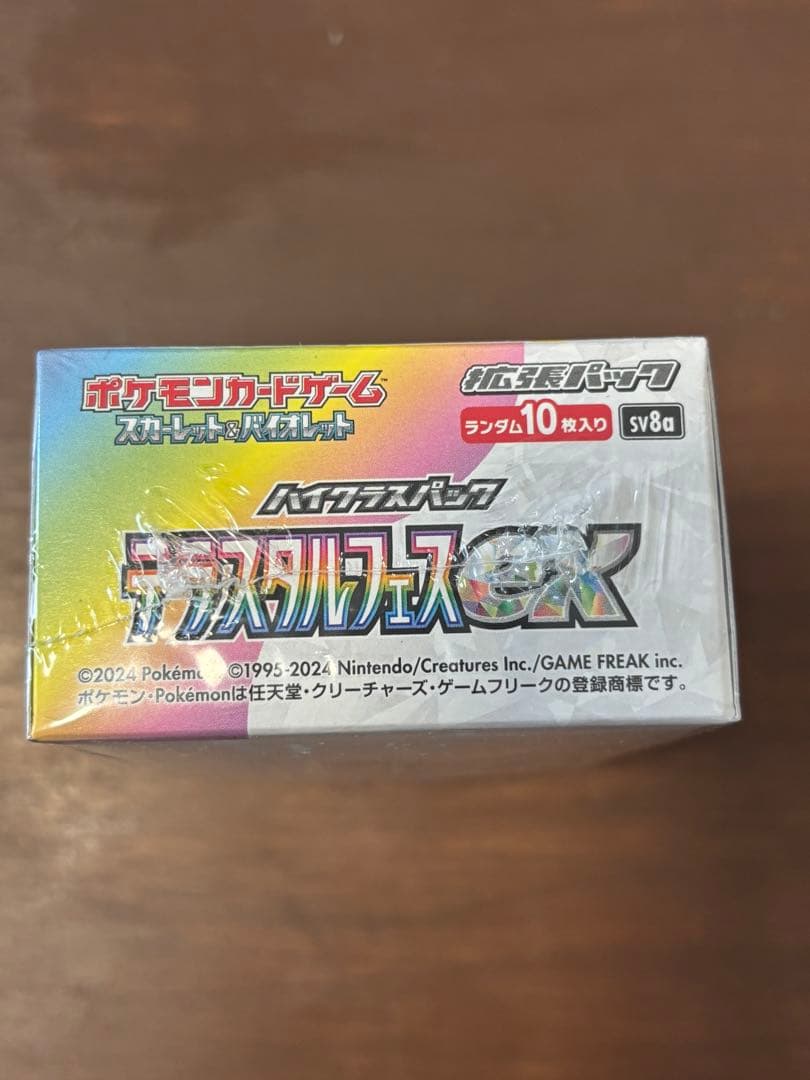 ポケモンカードゲーム™
スカーレット&バイオレット
拡張パック
ランダム10枚入り
sv8a
ハイクラスパック
テラスタル・フェスex
©2024 Pokémon ©1995-2024 Nintendo/Creatures Inc./GAME FREAK inc.
ポケモン・Pokémonは任天堂・クリーチャーズ・ゲームフリークの登録商標です。